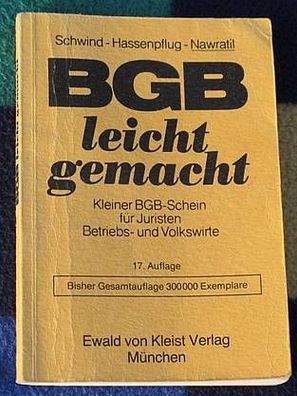 Schwind-Hassenpflug-Nawratil
BGB
leicht
gemacht
Kleiner BGB-Schein
für Juristen
Betriebs- und Volkswirte
17. Auflage
Bisher Gesamtauflage 300000 Exemplare
Ewald von Kleist Verlag
München